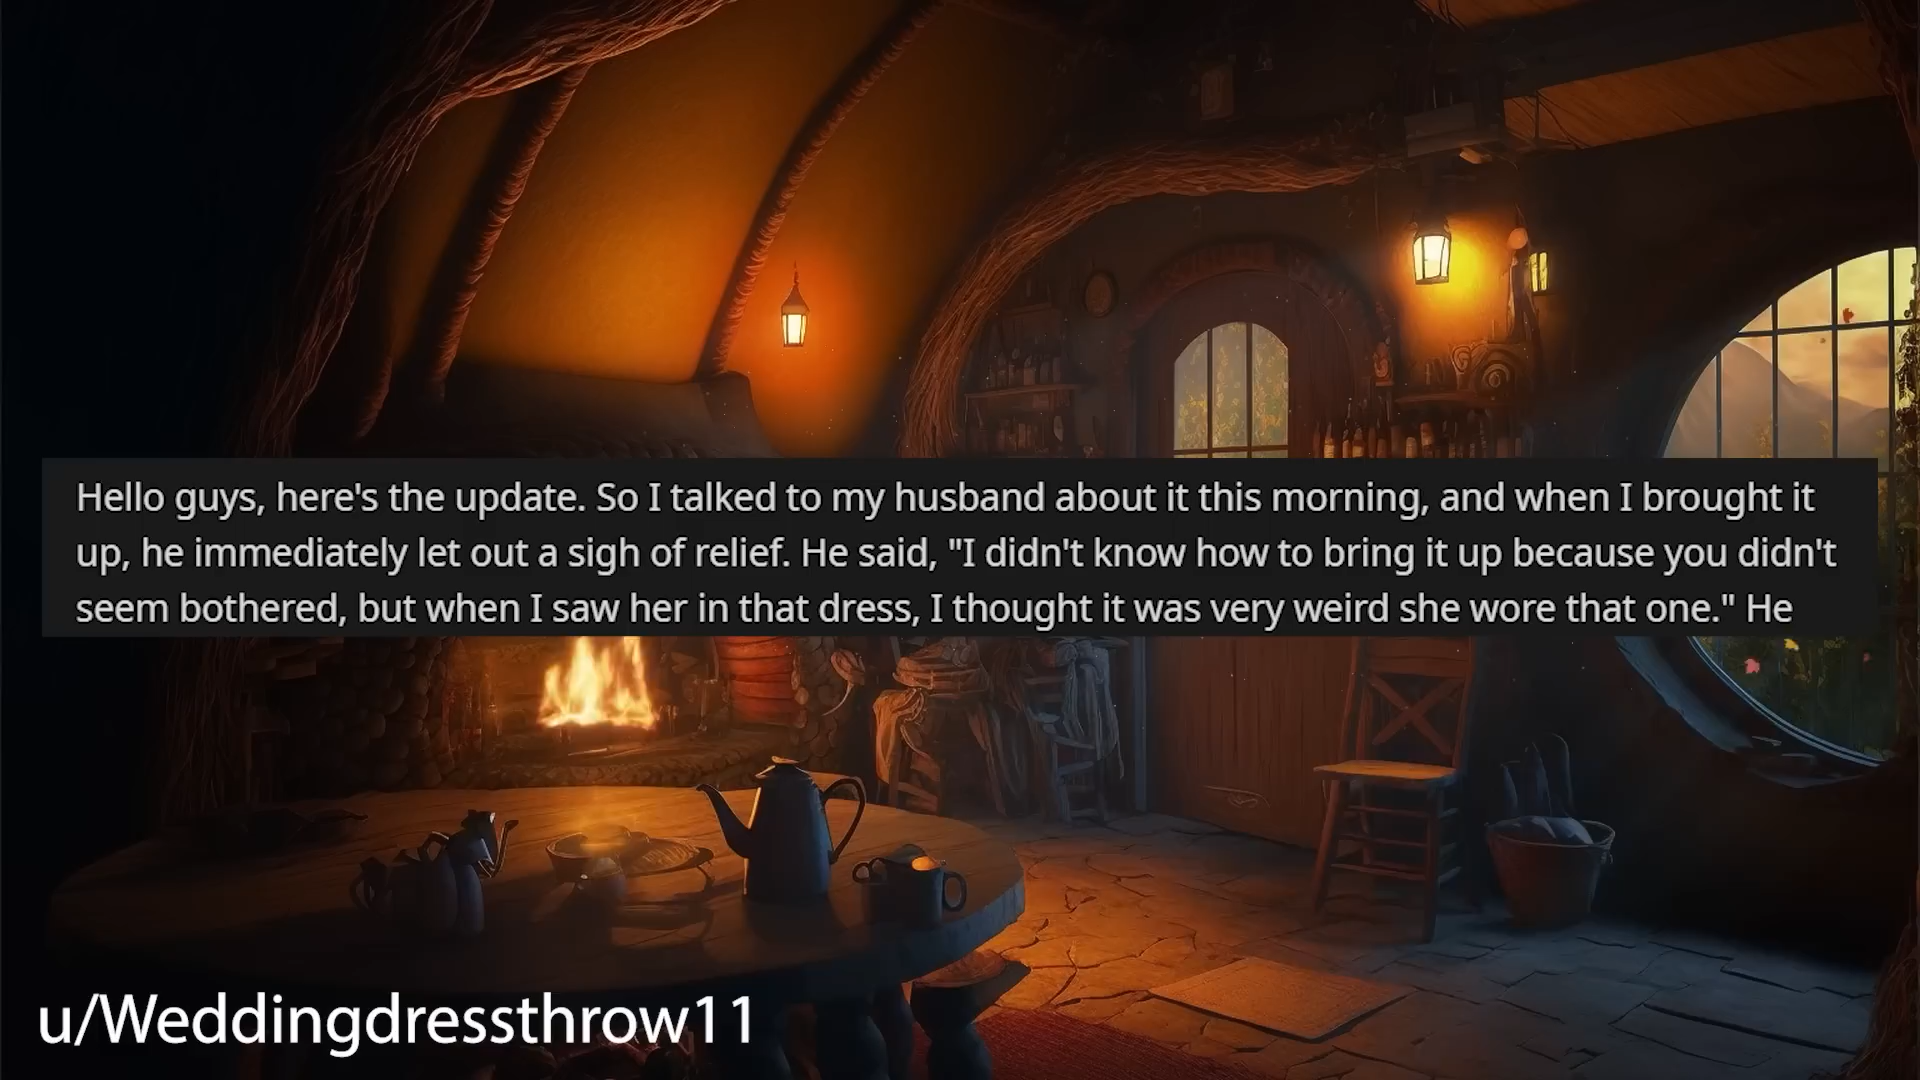 Hello guys, here's the update. So I talked to my husband about it this morning, and when I brought it
up, he immediately let out a sigh of relief. He said, "I didn't know how to bring it up because you didn't
seem bothered, but when I saw her in that dress, I thought it was very weird she wore that one." He
u/Weddingdressthrow11